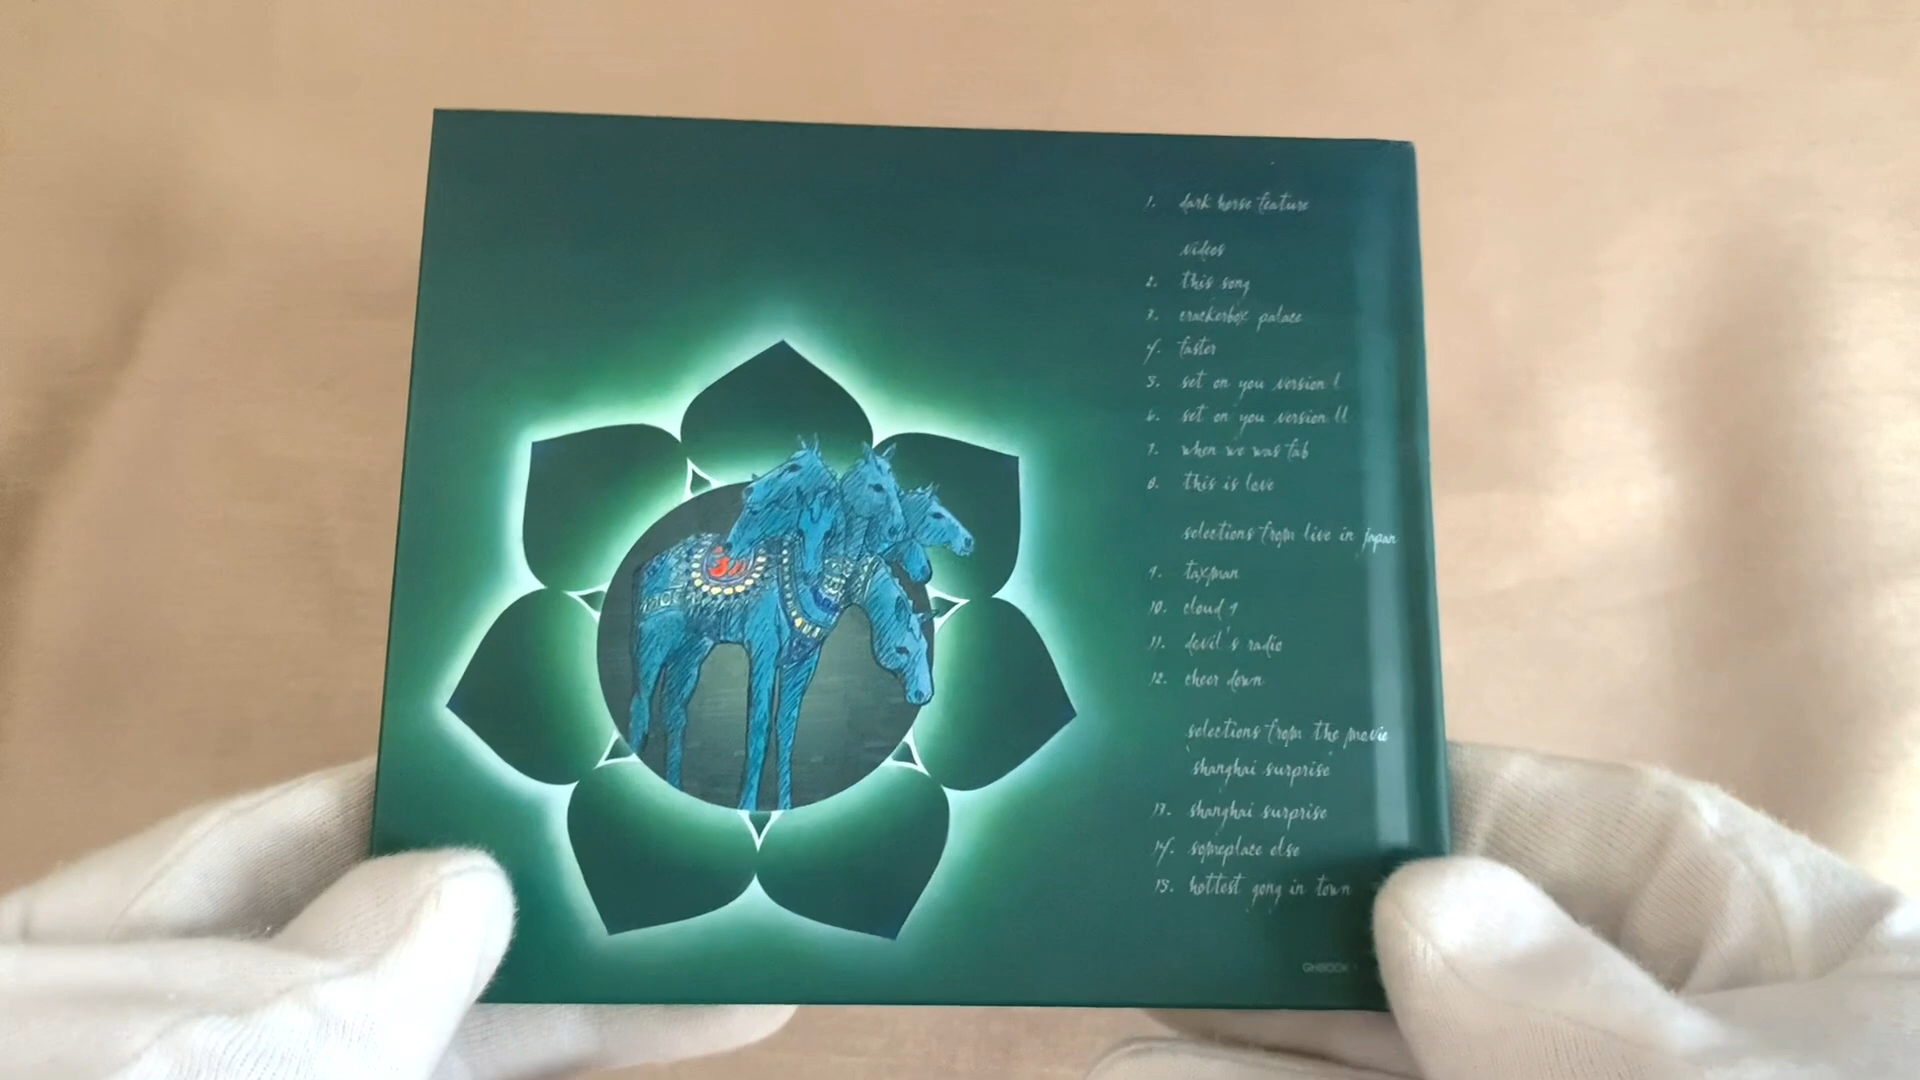 1. dark horse feature
videos
2. this song
3. crackerbox palace
4. faster
5. set on you version l
6. set on you version ll
7. when we was fab
8. this is love
selections from live in japan
9. taxman
10. cloud 9
11. devil's radio
12. cheer down
selections from the movie
'shanghai surprise'
13. shanghai surprise
14. someplace else
15. hottest gong in town